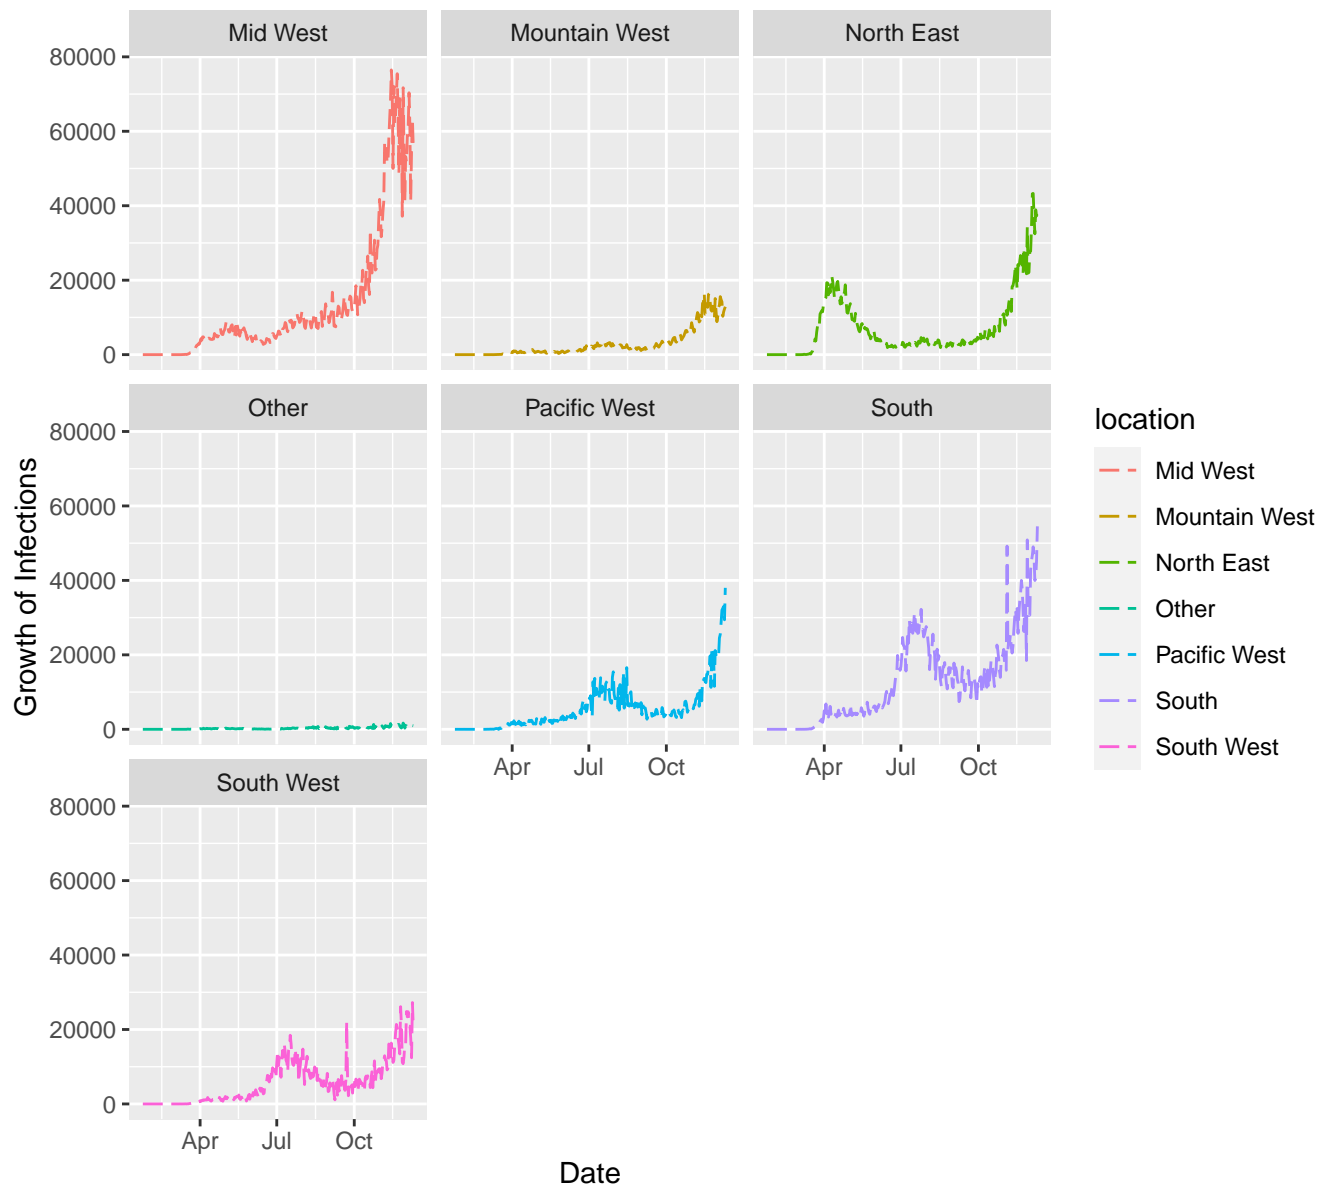 Mid West
Mountain West
North East
80000
60000
40000
20000
0
Other
Pacific West
South
80000
60000
40000
20000
0
Apr
Jul
Oct
Apr
Jul
Oct
South West
80000
60000
40000
20000
0
Apr
Jul
Oct
Date
Growth of Infections
location
Mid West
Mountain West
North East
Other
Pacific West
South
South West